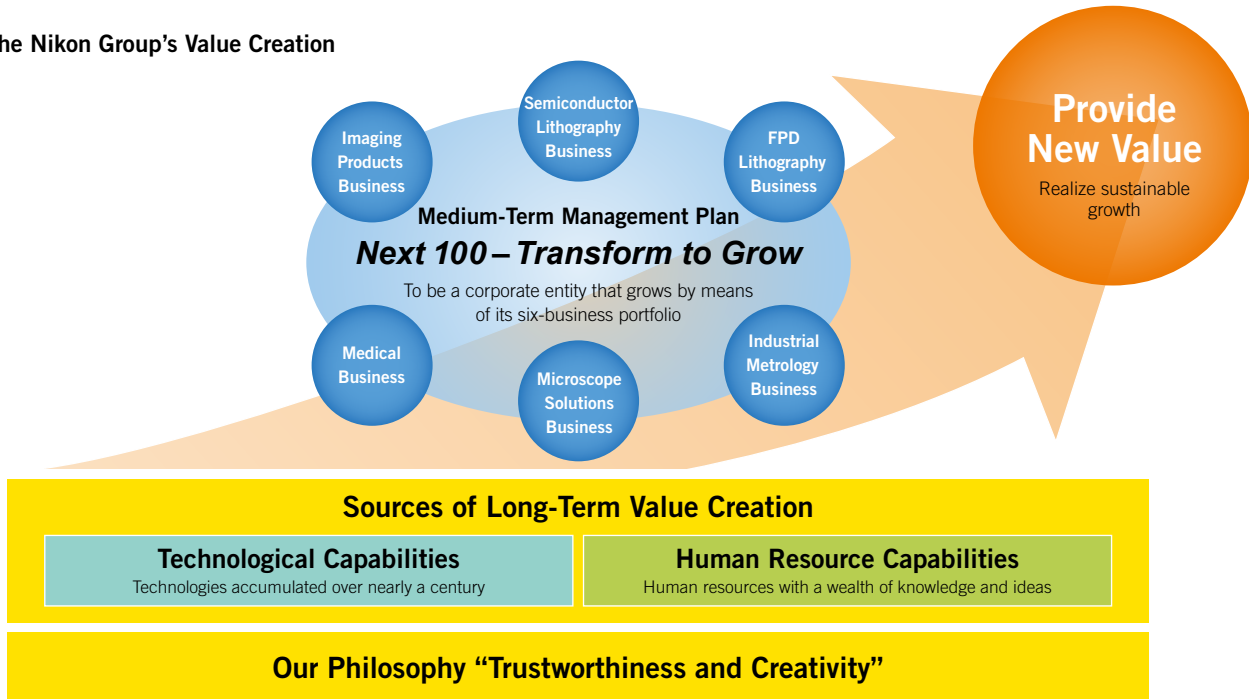 he Nikon Group's Value Creation
Semiconductor
Lithography
Business
Imaging
Products
Business
FPD
Lithography
Business
Medium-Term Management Plan
Next 100 – Transform to Grow
To be a corporate entity that grows by means
of its six-business portfolio
Medical
Business
Microscope
Solutions
Business
Industrial
Metrology
Business
Provide
New Value
Realize sustainable
growth
Sources of Long-Term Value Creation
Technological Capabilities
Technologies accumulated over nearly a century
Human Resource Capabilities
Human resources with a wealth of knowledge and ideas
Our Philosophy “Trustworthiness and Creativity”